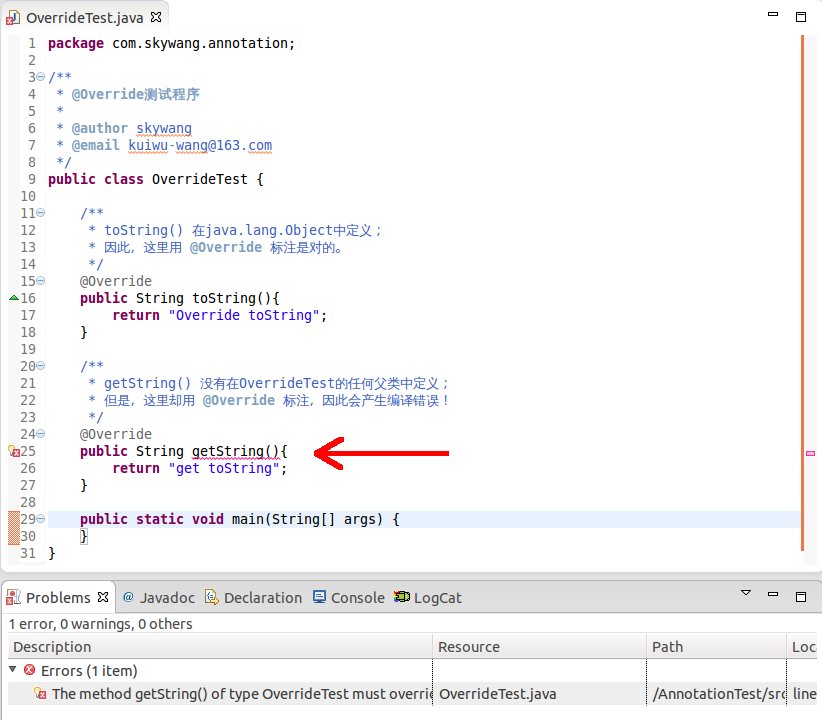 OverrideTest.java
1 package com.skywang.annotation;
2
3 /**
4 * @Override测试程序
5 *
6 * @author skywang
7 * @email kuiwu-wang@163.com
8 */
9 public class OverrideTest {
10
11 /**
12 * toString() 在java.lang.Object中定义；
13 * 因此，这里用 @Override 标注是对的。
14 */
15 @Override
16 public String toString(){
17 return "Override toString";
18 }
19
20 /**
21 * getString() 没有在OverrideTest的任何父类中定义；
22 * 但是，这里却用 @Override 标注，因此会产生编译错误！
23 */
24 @Override
25 public String getString(){
26 return "get toString";
27 }
28
29 public static void main(String[] args) {
30 }
31 }
Problems @ Javadoc Declaration Console LogCat
1 error, 0 warnings, 0 others
Description Resource Path Loc
Errors (1 item)
The method getString() of type OverrideTest must overri OverrideTest.java /AnnotationTest/src line